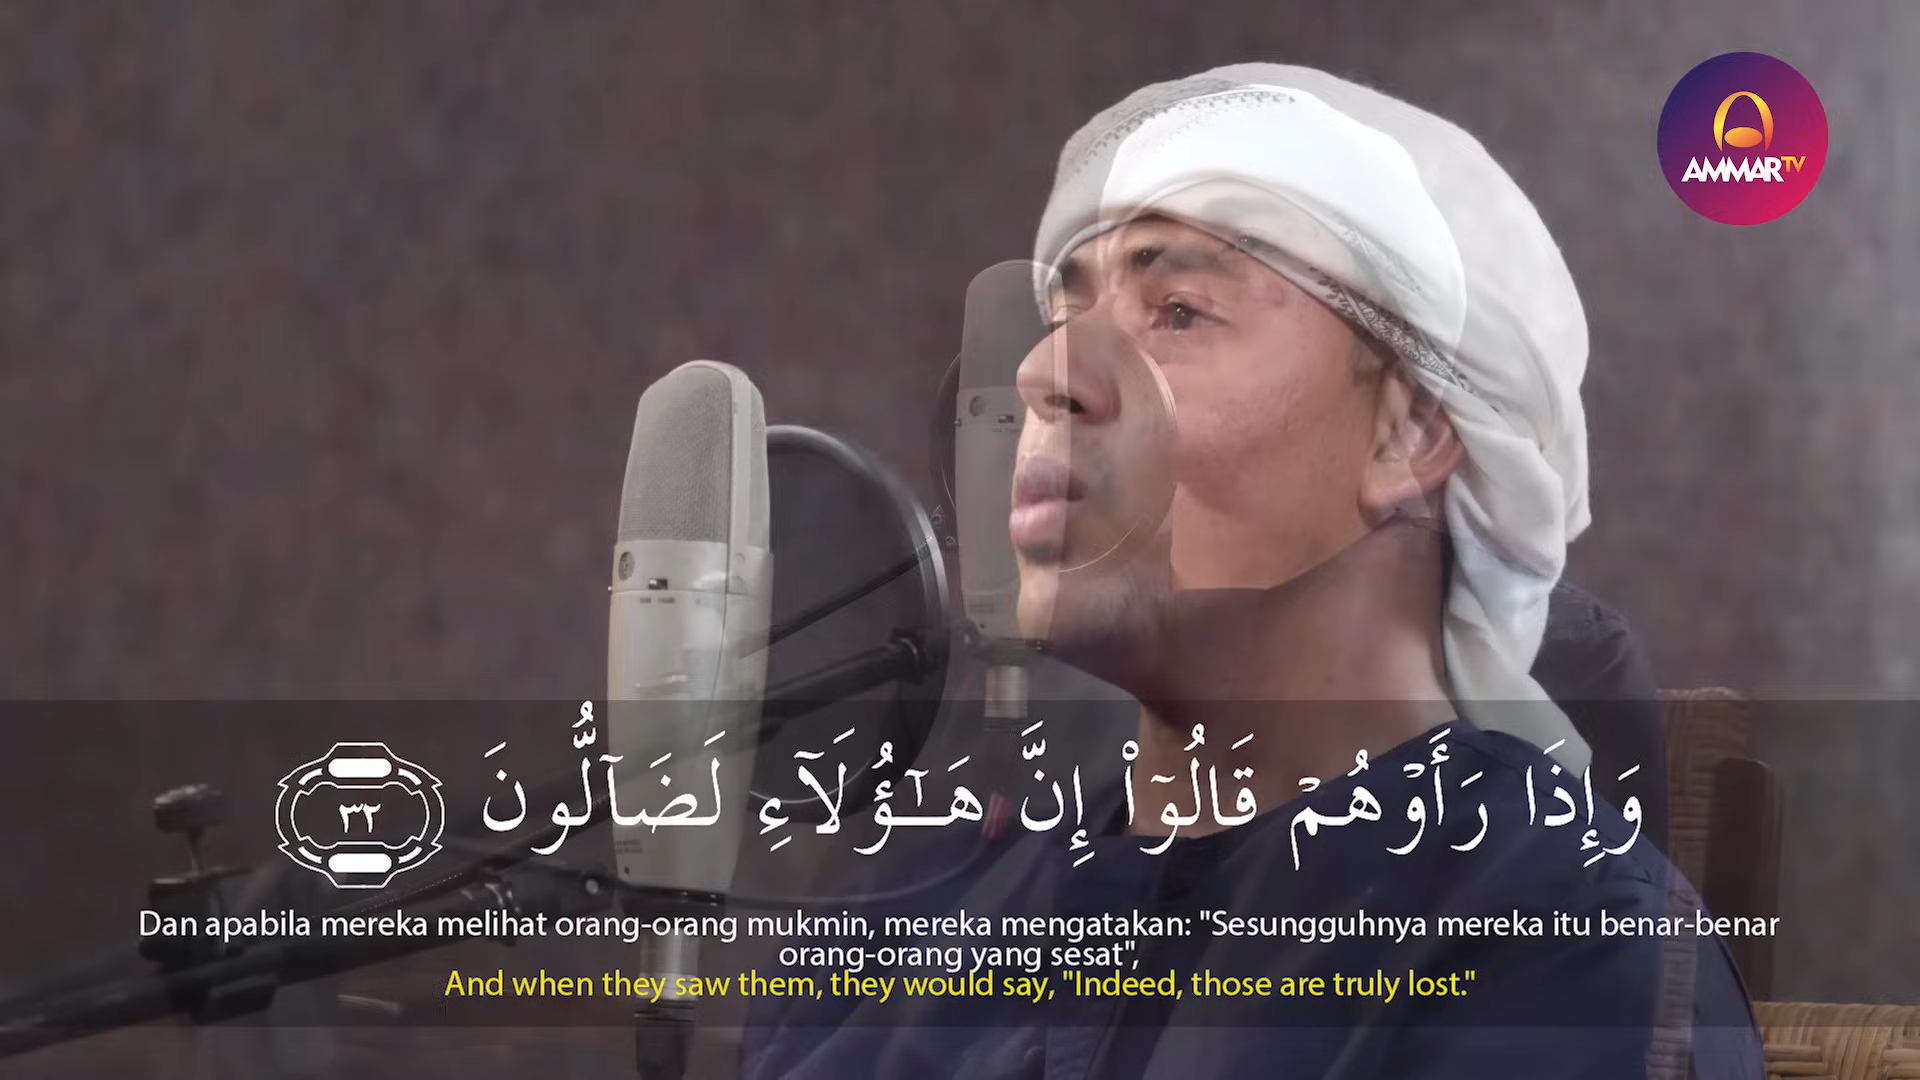 AMMARTV
وَإِذَا رَأَوْهُمْ قَالُوٓا۟ إِنَّ هَـٰٓؤُلَآءِ لَضَآلُّونَ ٣٢
Dan apabila mereka melihat orang-orang mukmin, mereka mengatakan: "Sesungguhnya mereka itu benar-benar
orang-orang yang sesat",
And when they saw them, they would say, "Indeed, those are truly lost."